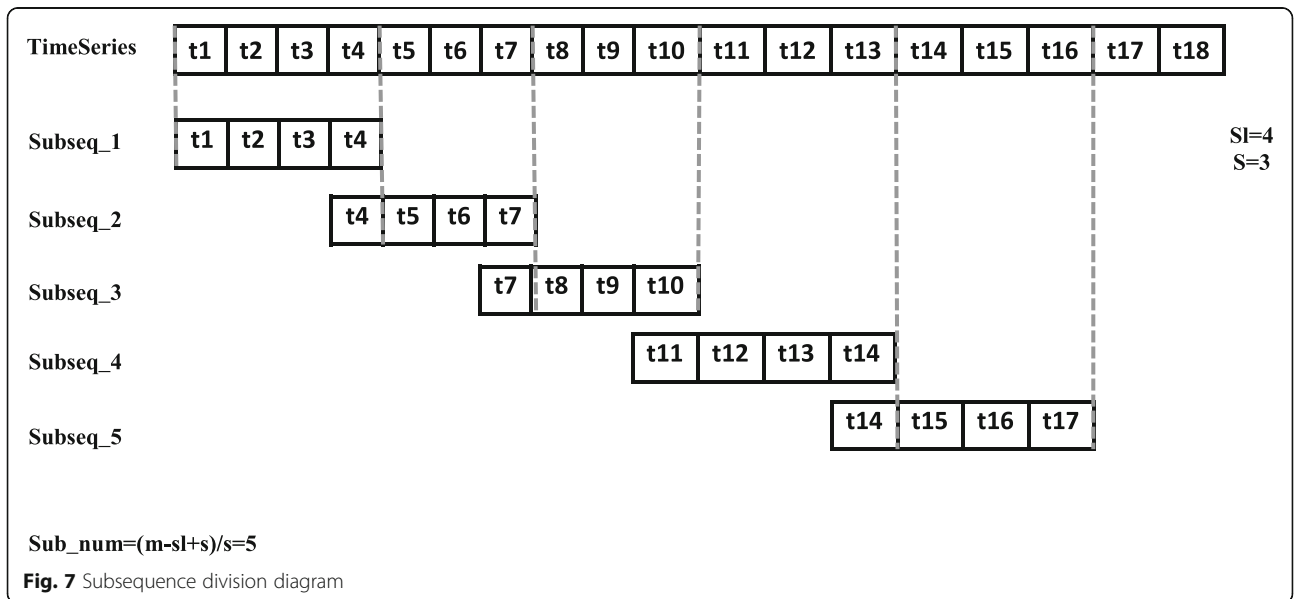 TimeSeries t1 t2 t3 t4 t5 t6 t7 t8 t9 t10 t11 t12 t13 t14 t15 t16 t17 t18
Subseq_1 t1 t2 t3 t4
Sl=4
S=3
Subseq_2 t4 t5 t6 t7
Subseq_3 t7 t8 t9 t10
Subseq_4 t11 t12 t13 t14
Subseq_5 t14 t15 t16 t17
Sub_num=(m-sl+s)/s=5
Fig. 7 Subsequence division diagram